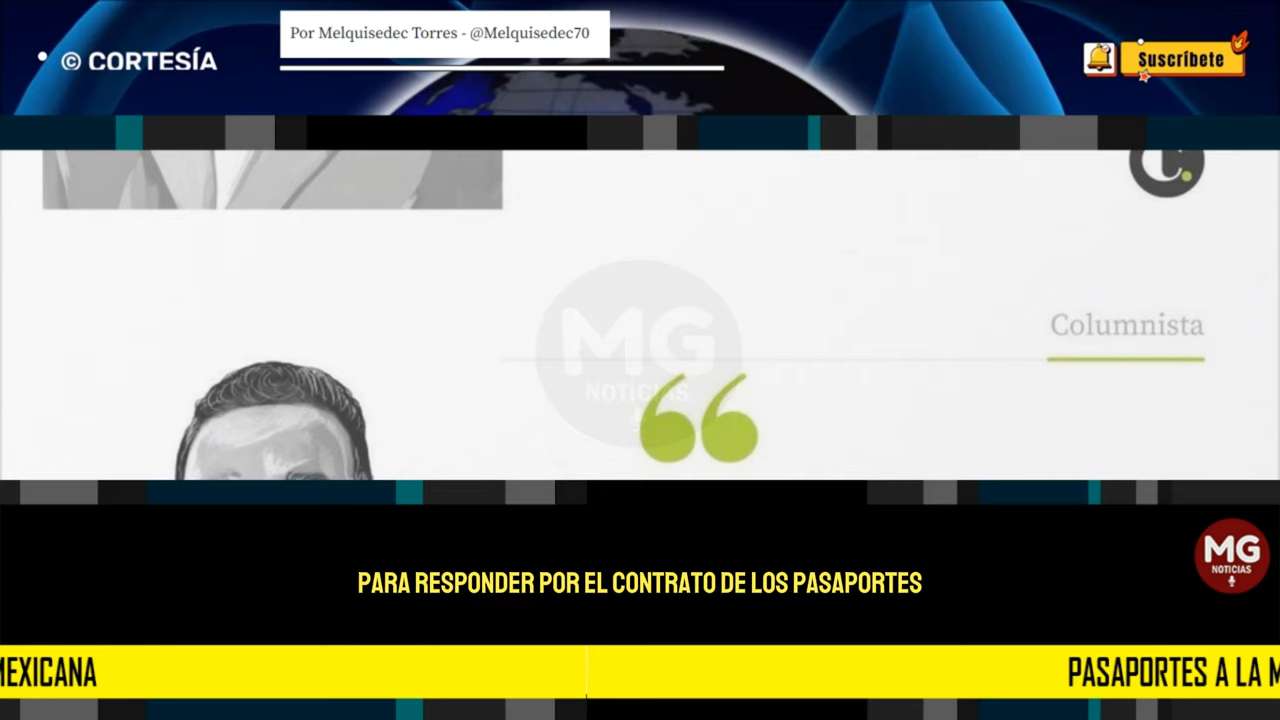 Por Melquisedec Torres - @Melquisedec70
© CORTESÍA
Suscríbete
Columnista
MG
NOTICIAS
“
PARA RESPONDER POR EL CONTRATO DE LOS PASAPORTES
MG
NOTICIAS
MEXICANA
PASAPORTES A LA M